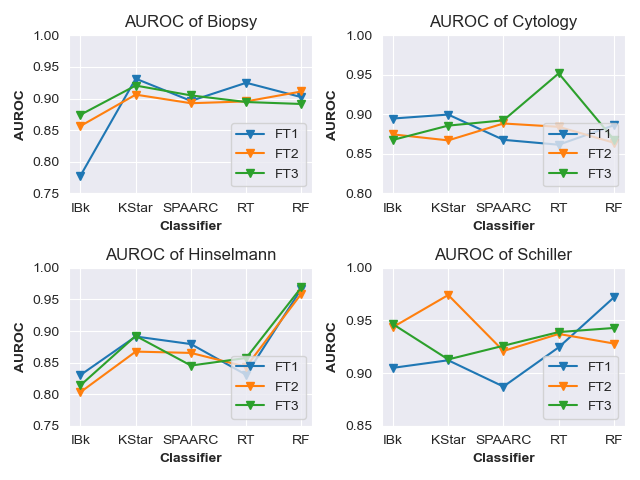 AUROC of Biopsy
AUROC
1.00
0.95
0.90
0.85
0.80
0.75
IBk KStar SPAARC RT RF
Classifier
FT1
FT2
FT3
AUROC of Cytology
AUROC
1.00
0.95
0.90
0.85
0.80
IBk KStar SPAARC RT RF
Classifier
FT1
FT2
FT3
AUROC of Hinselmann
AUROC
1.00
0.95
0.90
0.85
0.80
0.75
IBk KStar SPAARC RT RF
Classifier
FT1
FT2
FT3
AUROC of Schiller
AUROC
1.00
0.95
0.90
0.85
IBk KStar SPAARC RT RF
Classifier
FT1
FT2
FT3